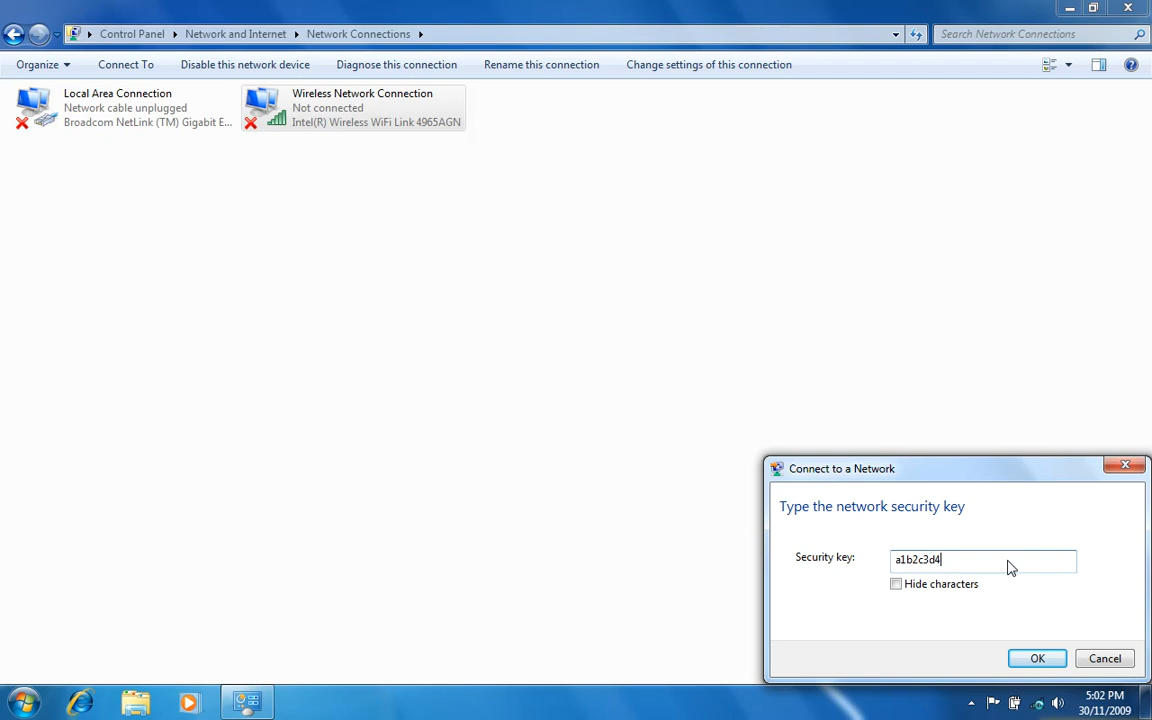 Control Panel Network and Internet Network Connections
Search Network Connections
Organize Connect To Disable this network device Diagnose this connection Rename this connection Change settings of this connection
Local Area Connection
Network cable unplugged
Broadcom NetLink (TM) Gigabit E...
Wireless Network Connection
Not connected
Intel(R) Wireless WiFi Link 4965AGN
Connect to a Network
Type the network security key
Security key: a1b2c3d4
Hide characters
OK Cancel
5:02 PM
30/11/2009